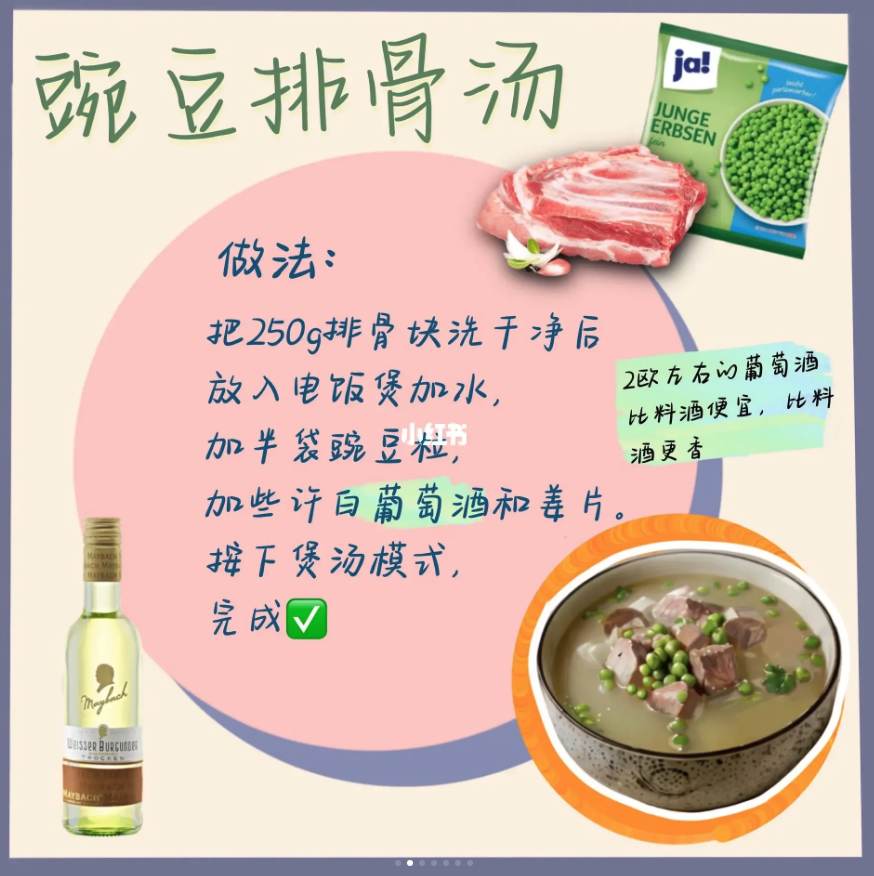 豌豆排骨汤
ja!
JUNGE
ERBSEN
fein
做法：
把250g排骨块洗干净后
放入电饭煲加水，
加半袋豌豆粒，
小红书
加些许白葡萄酒和姜片。
按下煲汤模式，
完成✅
2欧左右的葡萄酒
比料酒便宜，比料
酒更香
Maybach
WEISSER BURGUNDER
TROCKEN
MAYBACH